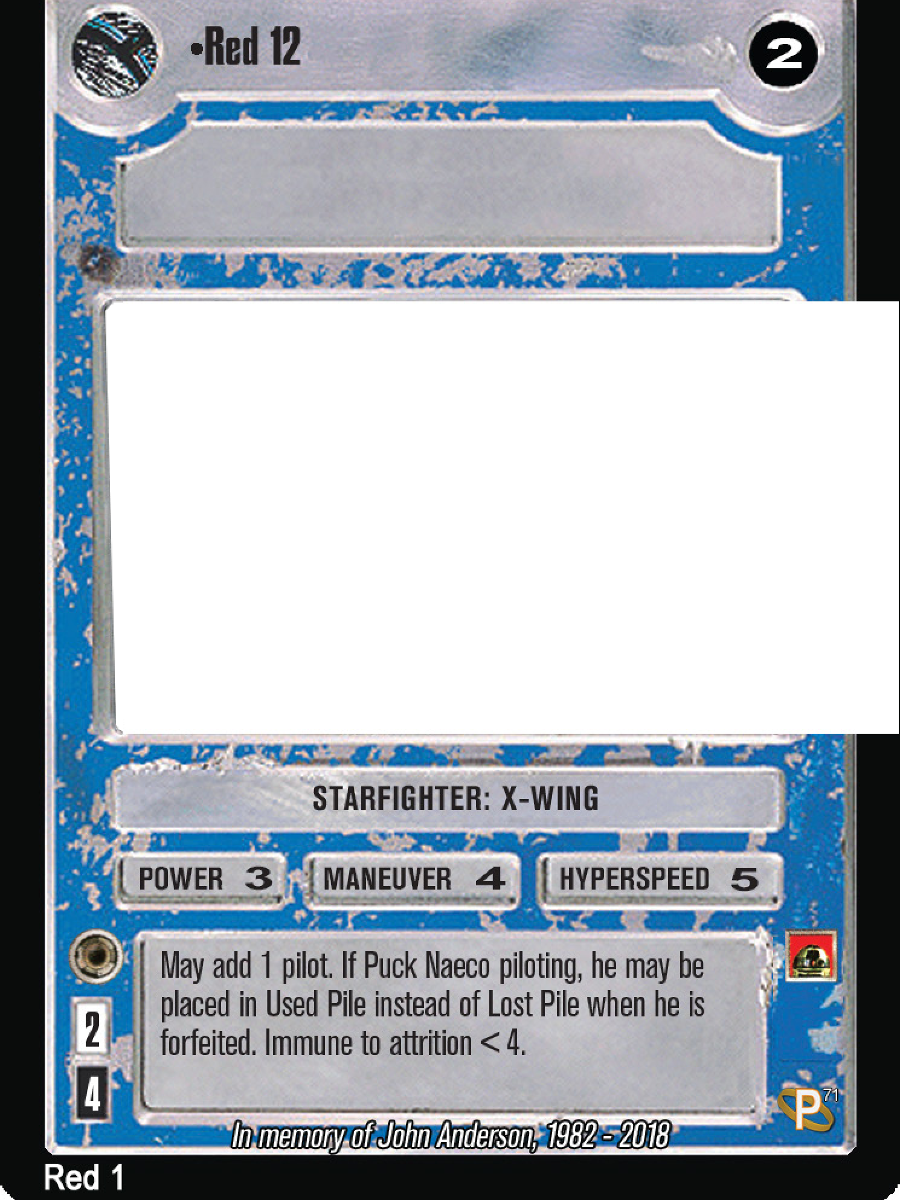 •Red 12
2
STARFIGHTER: X-WING
POWER 3 MANEUVER 4 HYPERSPEED 5
May add 1 pilot. If Puck Naeco piloting, he may be
placed in Used Pile instead of Lost Pile when he is
forfeited. Immune to attrition < 4.
2
4
P 71
In memory of John Anderson, 1982 - 2018
Red 1